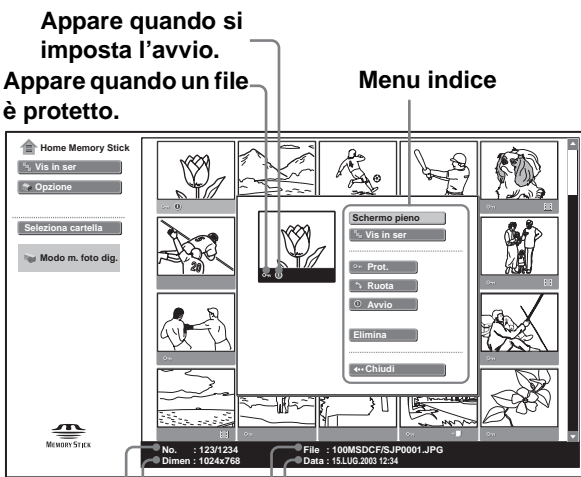 Appare quando si
imposta l'avvio.
Appare quando un file
è protetto.
Menu indice
Home Memory Stick
Vis in ser
Opzione
Seleziona cartella
Modo m. foto dig.
Schermo pieno
Vis in ser
Prot.
Ruota
Avvio
Elimina
Chiudi
20
MEMORY STICK
No. : 123/1234
Dimen : 1024x768
File : 100MSDCF/SJP0001.JPG
Data : 15.LUG.2003 12:34